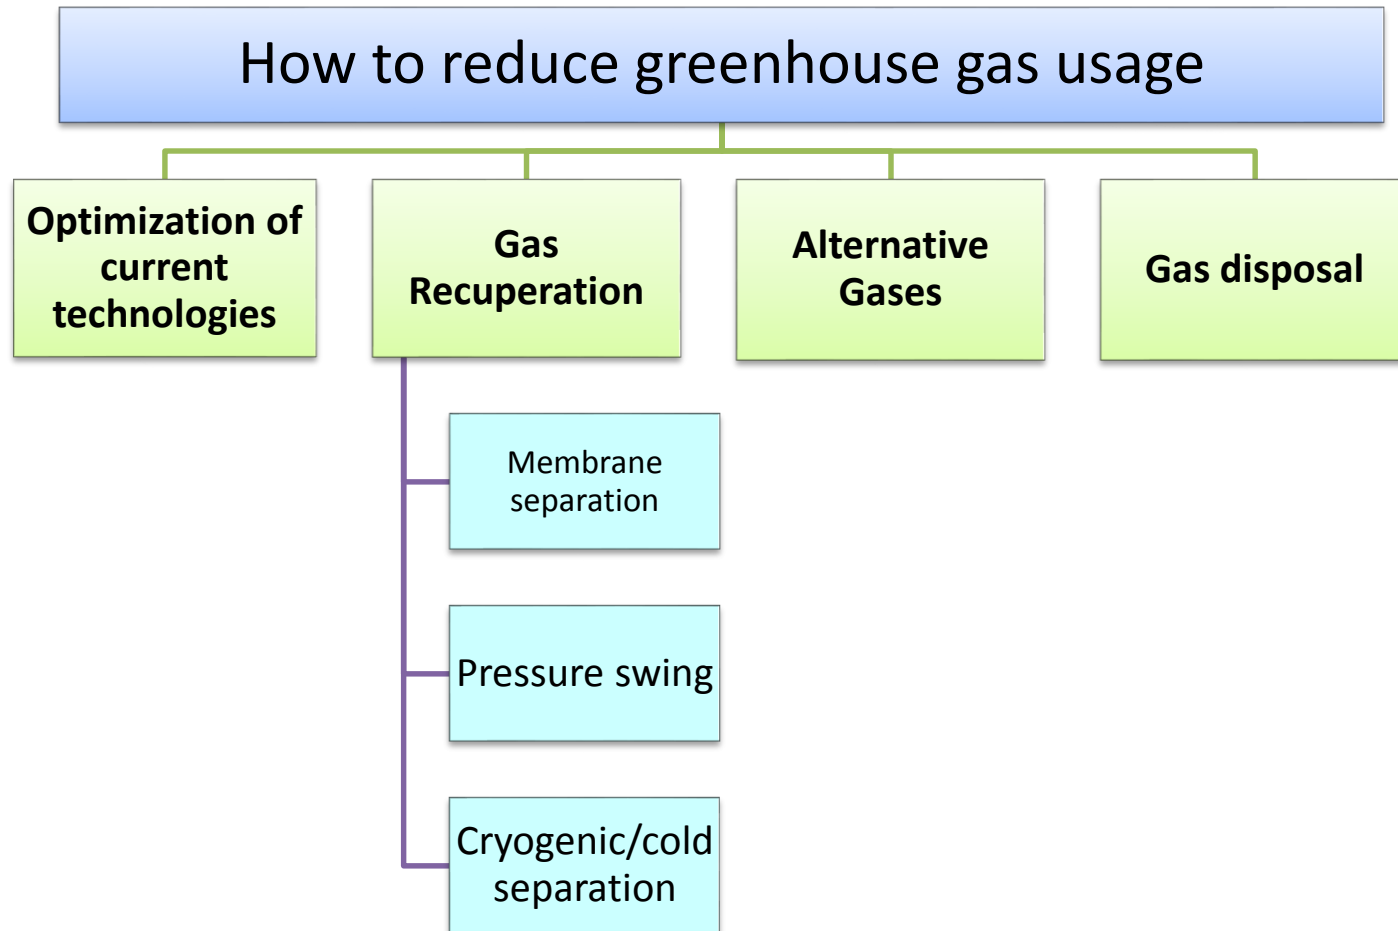 How to reduce greenhouse gas usage
Optimization of
current
technologies
Gas
Recuperation
Alternative
Gases
Gas disposal
Membrane
separation
Pressure swing
Cryogenic/cold
separation